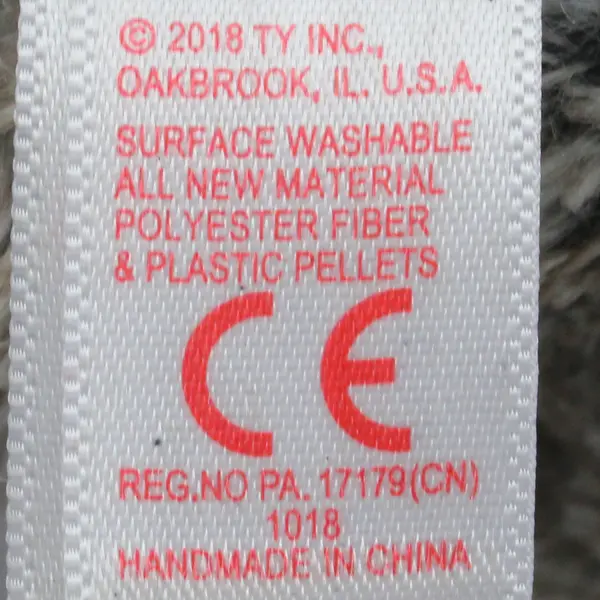 © 2018 TY INC.,
OAKBROOK, IL. U.S.A.
SURFACE WASHABLE
ALL NEW MATERIAL
POLYESTER FIBER
& PLASTIC PELLETS
CE
REG.NO PA. 17179(CN)
1018
HANDMADE IN CHINA